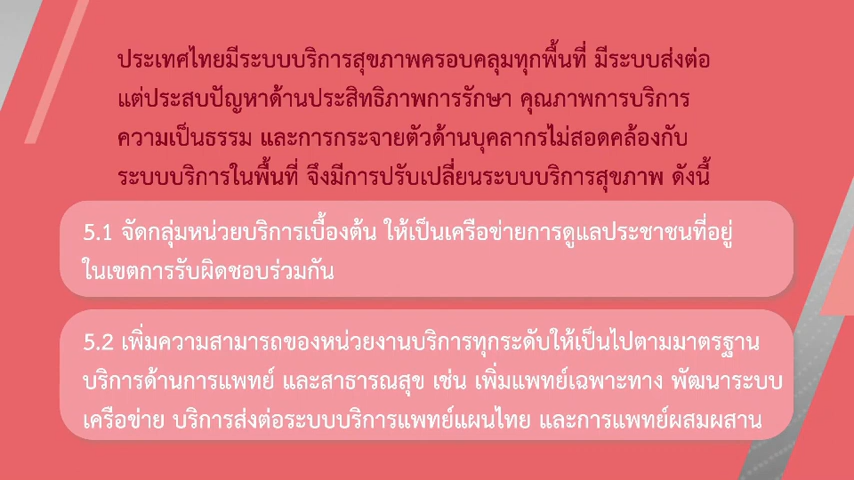 ประเทศไทยมีระบบบริการสุขภาพครอบคลุมทุกพื้นที่ มีระบบส่งต่อ
แต่ประสบปัญหาด้านประสิทธิภาพการรักษา คุณภาพการบริการ
ความเป็นธรรม และการกระจายตัวด้านบุคลากรไม่สอดคล้องกับ
ระบบบริการในพื้นที่ จึงมีการปรับเปลี่ยนระบบบริการสุขภาพ ดังนี้
5.1 จัดกลุ่มหน่วยบริการเบื้องต้น ให้เป็นเครือข่ายการดูแลประชาชนที่อยู่
ในเขตการรับผิดชอบร่วมกัน
5.2 เพิ่มความสามารถของหน่วยงานบริการทุกระดับให้เป็นไปตามมาตรฐาน
บริการด้านการแพทย์ และสาธารณสุข เช่น เพิ่มแพทย์เฉพาะทาง พัฒนาระบบ
เครือข่าย บริการส่งต่อระบบบริการแพทย์แผนไทย และการแพทย์ผสมผสาน